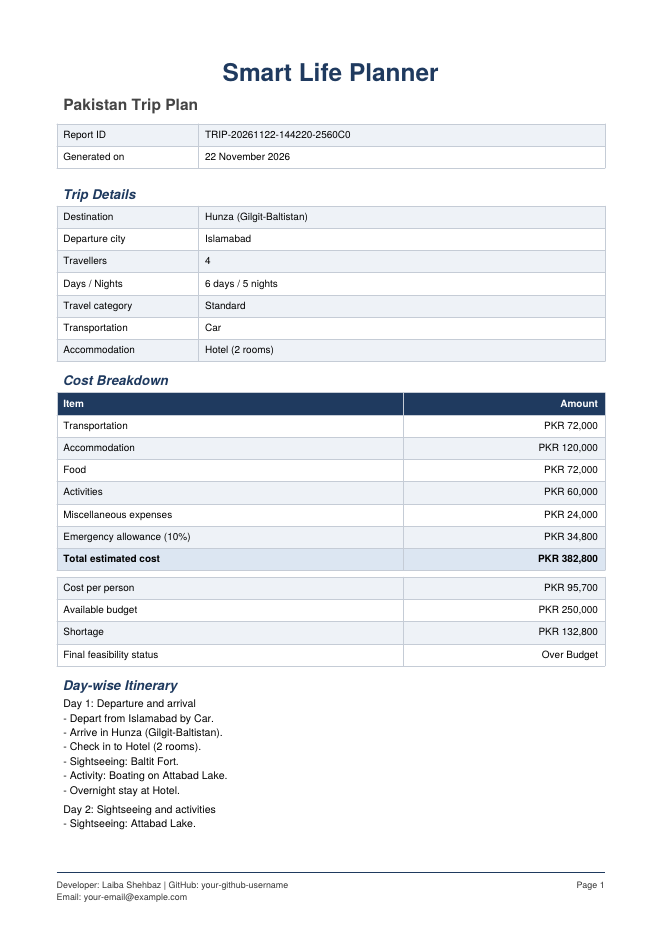 Smart Life Planner
Pakistan Trip Plan
Report ID TRIP-20261122-144220-2560C0
Generated on 22 November 2026
Trip Details
Destination Hunza (Gilgit-Baltistan)
Departure city Islamabad
Travellers 4
Days / Nights 6 days / 5 nights
Travel category Standard
Transportation Car
Accommodation Hotel (2 rooms)
Cost Breakdown
Item Amount
Transportation PKR 72,000
Accommodation PKR 120,000
Food PKR 72,000
Activities PKR 60,000
Miscellaneous expenses PKR 24,000
Emergency allowance (10%) PKR 34,800
Total estimated cost PKR 382,800
Cost per person PKR 95,700
Available budget PKR 250,000
Shortage PKR 132,800
Final feasibility status Over Budget
Day-wise Itinerary
Day 1: Departure and arrival
- Depart from Islamabad by Car.
- Arrive in Hunza (Gilgit-Baltistan).
- Check in to Hotel (2 rooms).
- Sightseeing: Baltit Fort.
- Activity: Boating on Attabad Lake.
- Overnight stay at Hotel.
Day 2: Sightseeing and activities
- Sightseeing: Attabad Lake.
Developer: Laiba Shehbaz | GitHub: your-github-username Page 1
Email: your-email@example.com